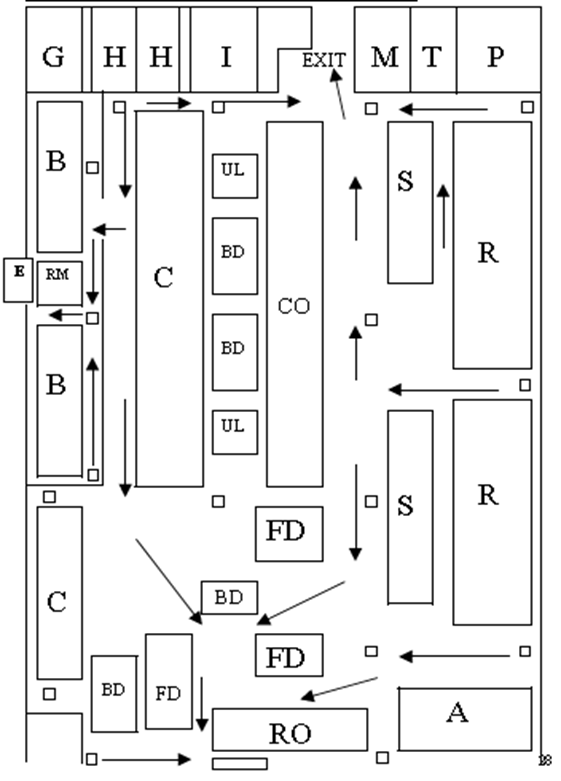 G H H I EXIT M T P
B UL S
BD R
E RM C CO
BD
B UL
S R
FD
C BD
FD
BD FD
A
RO